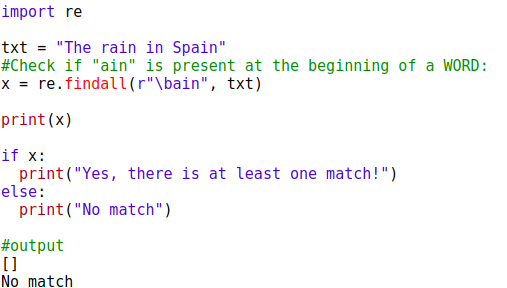 import re

txt = "The rain in Spain"
#Check if "ain" is present at the beginning of a WORD:
x = re.findall(r"\bain", txt)

print(x)

if x:
  print("Yes, there is at least one match!")
else:
  print("No match")

#output
[]
No match